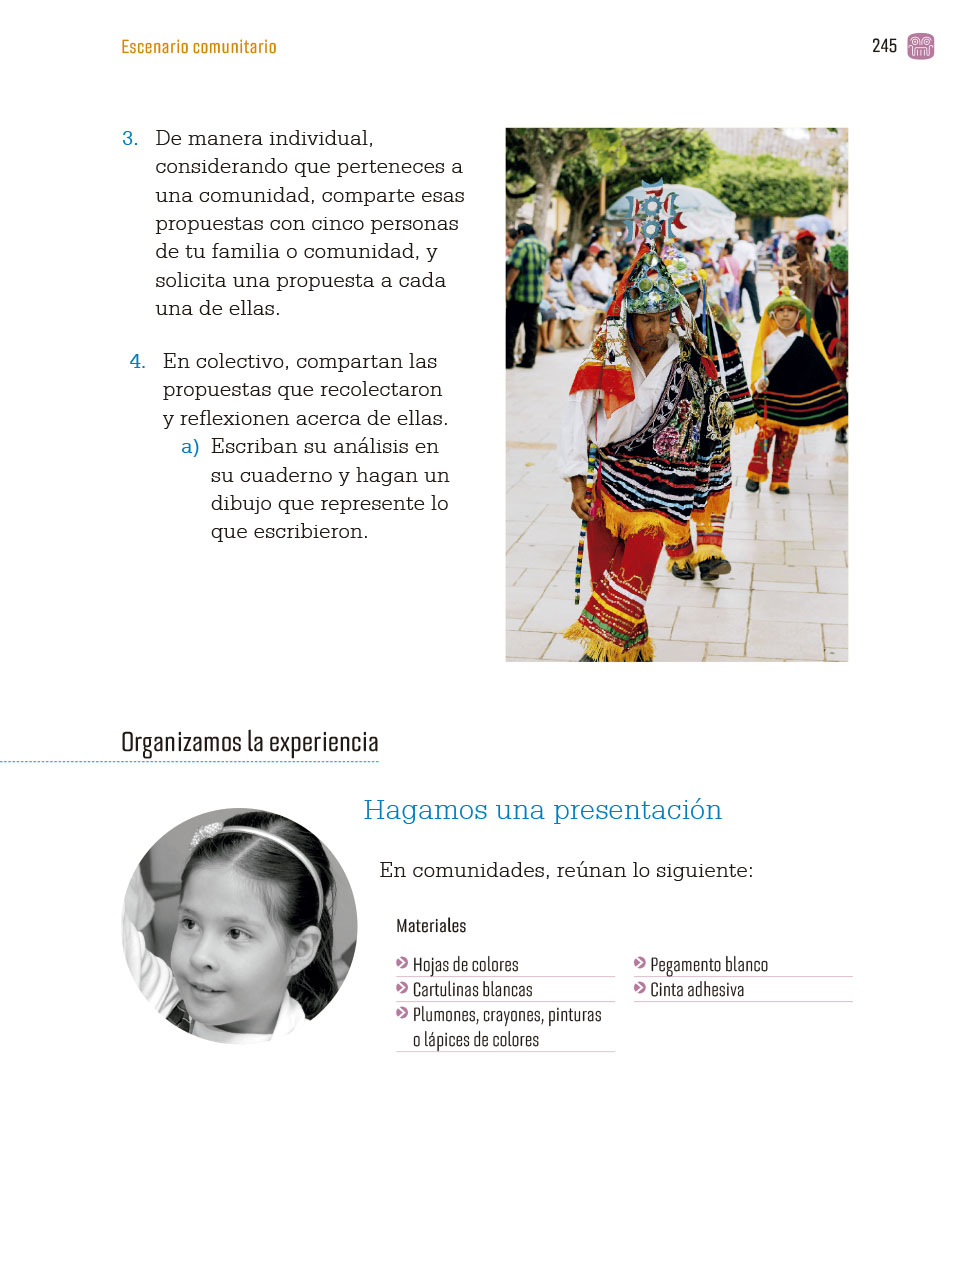 Escenario comunitario
245
3. De manera individual,
considerando que perteneces a
una comunidad, comparte esas
propuestas con cinco personas
de tu familia o comunidad, y
solicita una propuesta a cada
una de ellas.
4. En colectivo, compartan las
propuestas que recolectaron
y reflexionen acerca de ellas.
a) Escriban su análisis en
su cuaderno y hagan un
dibujo que represente lo
que escribieron.
Organizamos la experiencia
Hagamos una presentación
En comunidades, reúnan lo siguiente:
Materiales
Hojas de colores
Cartulinas blancas
Plumones, crayones, pinturas
o lápices de colores
Pegamento blanco
Cinta adhesiva